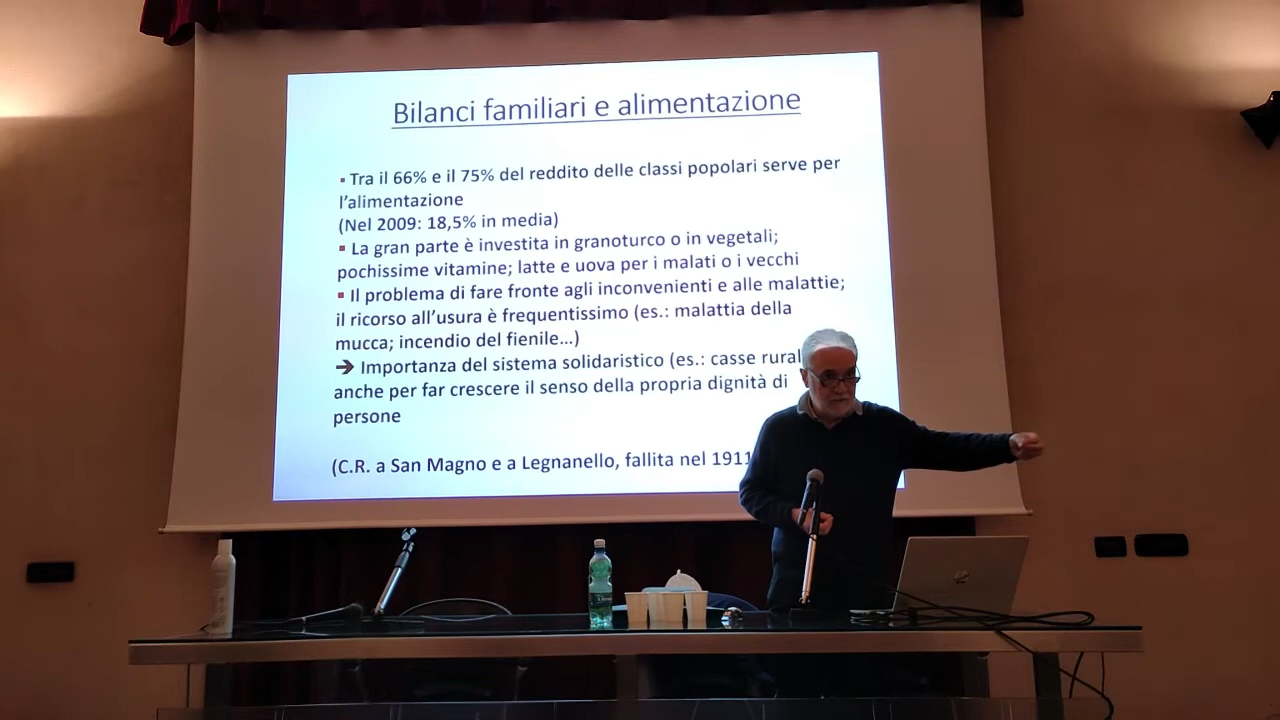 Bilanci familiari e alimentazione
▪ Tra il 66% e il 75% del reddito delle classi popolari serve per
l'alimentazione
(Nel 2009: 18,5% in media)
▪ La gran parte è investita in granoturco o in vegetali;
pochissime vitamine; latte e uova per i malati o i vecchi
▪ Il problema di fare fronte agli inconvenienti e alle malattie;
il ricorso all'usura è frequentissimo (es.: malattia della
mucca; incendio del fienile...)
➔ Importanza del sistema solidaristico (es.: casse rural
anche per far crescere il senso della propria dignità di
persone
(C.R. a San Magno e a Legnanello, fallita nel 1911
hp